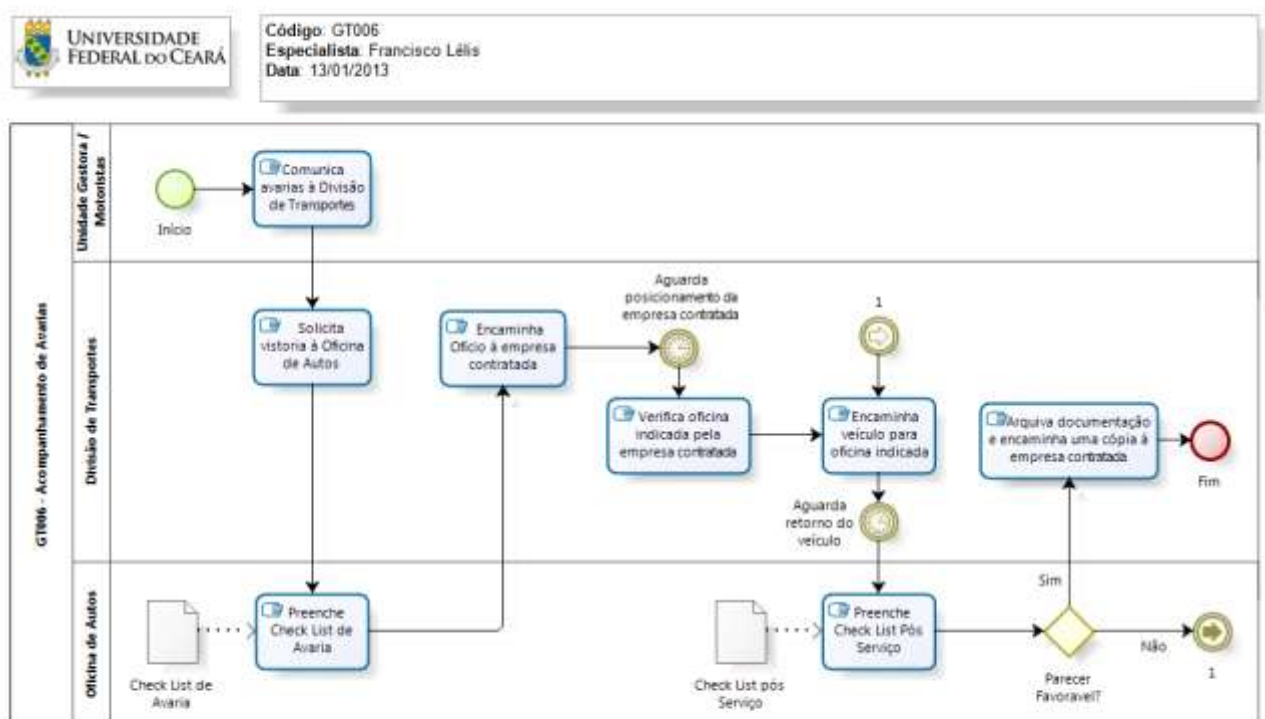 UNIVERSIDADE
FEDERAL DO CEARÁ
Código: GT006
Especialista: Francisco Lélis
Data: 13/01/2013
GT006 - Acompanhamento de Avarias
Unidade Gestora /
Motoristas
Início
Comunica
avarias à Divisão
de Transportes
Divisão de Transportes
Solicita
vistoria à Oficina
de Autos
Encaminha
Ofício à empresa
contratada
Aguarda
posicionamento da
empresa contratada
Verifica oficina
indicada pela
empresa contratada
1
Encaminha
veículo para
oficina indicada
Aguarda
retorno do
veículo
Arquiva documentação
e encaminha uma cópia à
empresa contratada
Fim
Oficina de Autos
Check List de
Avaria
Preenche
Check List de
Avaria
Check List pós
Serviço
Preenche
Check List Pós
Serviço
Sim
Parecer
Favoravel?
Não
1